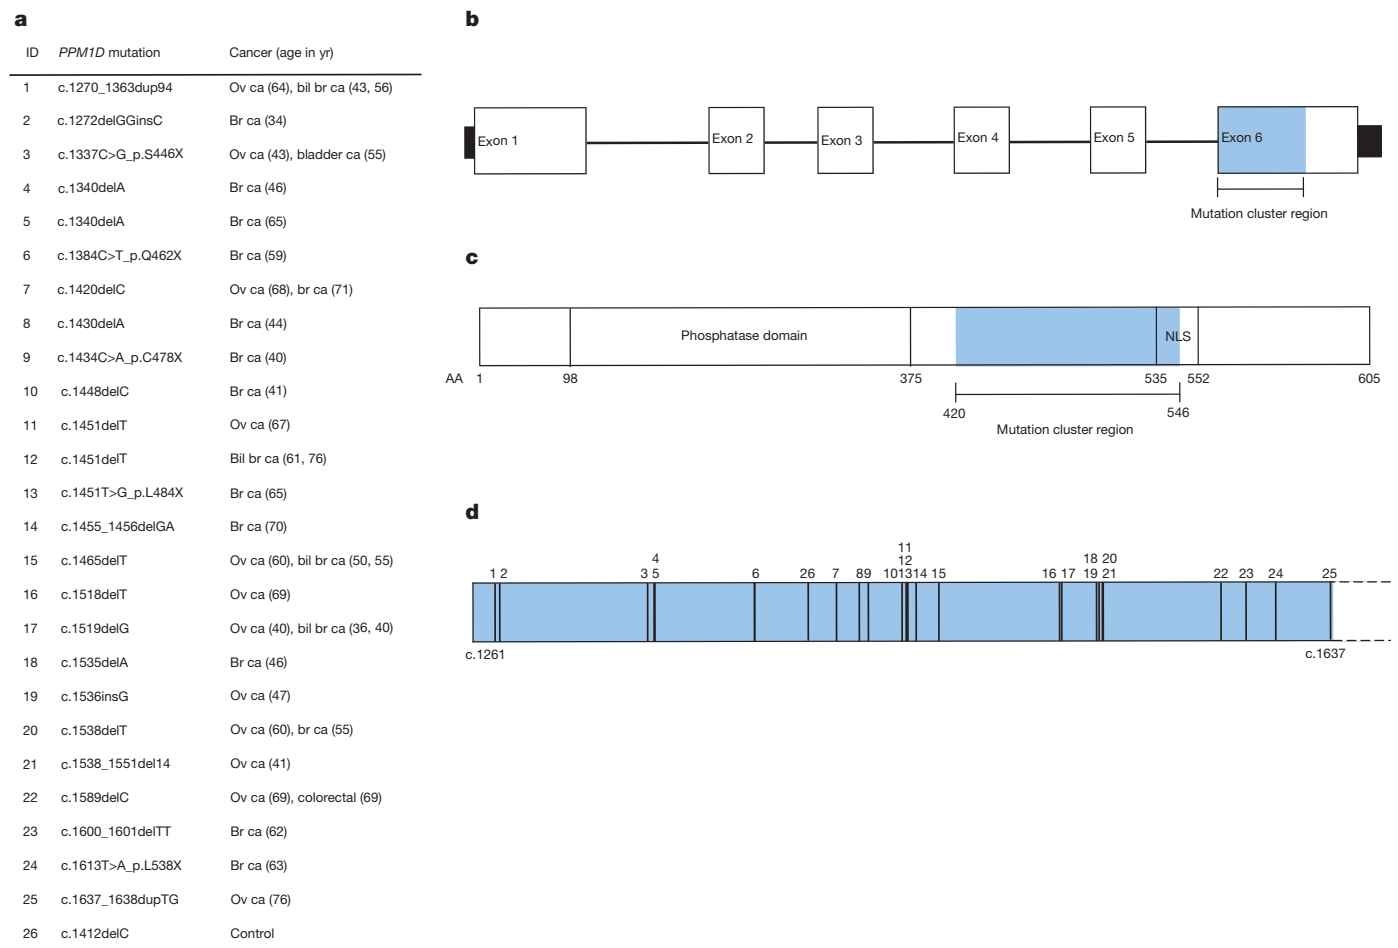 a
ID PPM1D mutation Cancer (age in yr)
1 c.1270_1363dup94 Ov ca (64), bil br ca (43, 56)
2 c.1272delGGinsC Br ca (34)
3 c.1337C>G_p.S446X Ov ca (43), bladder ca (55)
4 c.1340delA Br ca (46)
5 c.1340delA Br ca (65)
6 c.1384C>T_p.Q462X Br ca (59)
7 c.1420delC Ov ca (68), br ca (71)
8 c.1430delA Br ca (44)
9 c.1434C>A_p.C478X Br ca (40)
10 c.1448delC Br ca (41)
11 c.1451delT Ov ca (67)
12 c.1451delT Bil br ca (61, 76)
13 c.1451T>G_p.L484X Br ca (65)
14 c.1455_1456delGA Br ca (70)
15 c.1465delT Ov ca (60), bil br ca (50, 55)
16 c.1518delT Ov ca (69)
17 c.1519delG Ov ca (40), bil br ca (36, 40)
18 c.1535delA Br ca (46)
19 c.1536insG Ov ca (47)
20 c.1538delT Ov ca (60), br ca (55)
21 c.1538_1551del14 Ov ca (41)
22 c.1589delC Ov ca (69), colorectal (69)
23 c.1600_1601delTT Br ca (62)
24 c.1613T>A_p.L538X Br ca (63)
25 c.1637_1638dupTG Ov ca (76)
26 c.1412delC Control
b
Exon 1 Exon 2 Exon 3 Exon 4 Exon 5 Exon 6
Mutation cluster region
c
Phosphatase domain NLS
AA 1 98 375 535 552 605
420 546
Mutation cluster region
d
11
4 12 18 20
1 2 3 5 6 26 7 8 9 10 13 14 15 16 17 19 21 22 23 24 25
c.1261 c.1637